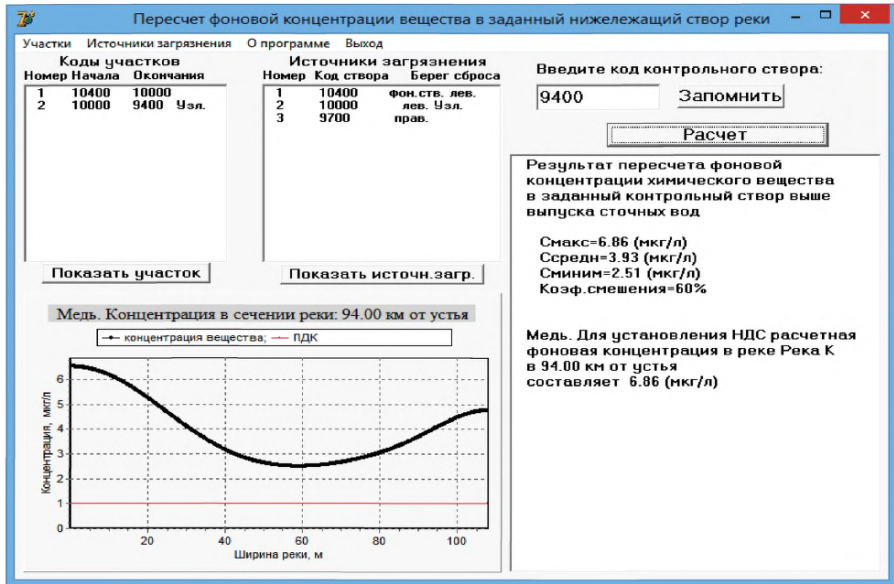 Пересчет фоновой концентрации вещества в заданный нижележащий створ реки
Участки Источники загрязнения О программе Выход
Коды участков
Номер Начала Окончания
1 10400 10000
2 10000 9400 Узл.
Показать участок
Источники загрязнения
Номер Код створа Берег сброса
1 10400 фон.ств. лев.
2 10000 лев. Узл.
3 9700 прав.
Показать источн.загр.
Введите код контрольного створа:
9400 Запомнить
Расчет
Результат пересчета фоновой
концентрации химического вещества
в заданный контрольный створ выше
выпуска сточных вод
Смакс=6.86 (мкг/л)
Ссредн=3.93 (мкг/л)
Сминим=2.51 (мкг/л)
Коэф.смешения=60%
Медь. Для установления НДС расчетная
фоновая концентрация в реке Река К
в 94.00 км от устья
составляет 6.86 (мкг/л)
Медь. Концентрация в сечении реки: 94.00 км от устья
концентрация вещества; ПДК
Концентрация, мкг/л
6
5
4
3
2
1
0
20 40 60 80 100
Ширина реки, м